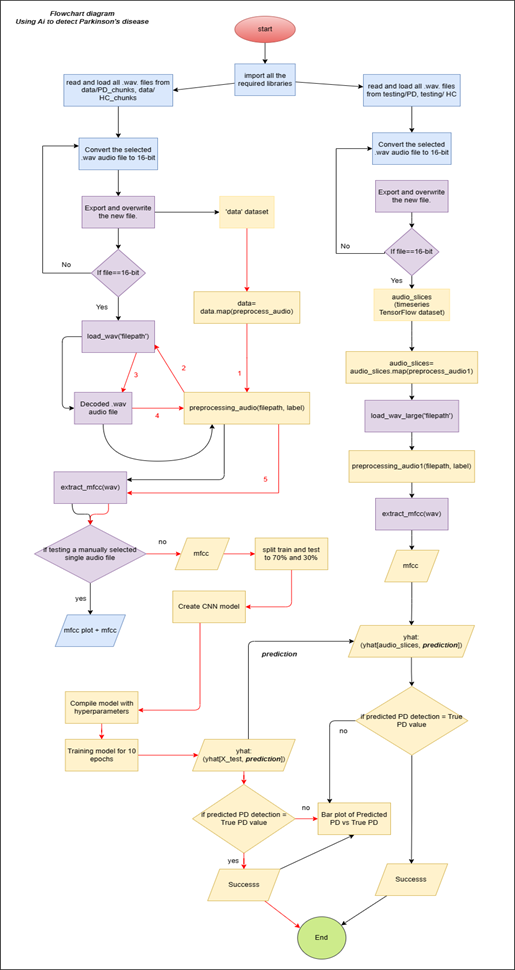 Flowchart diagram
Using Ai to detect Parkinson's disease
start
import all the
required libraries
read and load all .wav. files from
data/PD_chunks, data/
HC_chunks
read and load all .wav. files
from testing/PD, testing/ HC
Convert the selected
.wav audio file to 16-bit
Convert the selected
.wav audio file to 16-bit
Export and overwrite
the new file.
'data' dataset
Export and overwrite
the new file.
No
If file==16-bit
Yes
No
If file==16-bit
Yes
data=
data.map(preprocess_audio)
audio_slices
(timeseries
TensorFlow dataset)
load_wav('filepath')
audio_slices=
audio_slices.map(preprocess_audio1)
1
2
3
4
5
Decoded .wav
audio file
preprocessing_audio(filepath, label)
load_wav_large('filepath')
preprocessing_audio1(filepath, label)
extract_mfcc(wav)
extract_mfcc(wav)
if testing a manually selected
single audio file
no
mfcc
split train and test
to 70% and 30%
mfcc
yes
mfcc plot + mfcc
Create CNN model
prediction
yhat:
(yhat[audio_slices, prediction])
Compile model with
hyperparameters
Training model for 10
epochs
yhat:
(yhat[X_test, prediction])
if predicted PD detection = True
PD value
no
if predicted PD detection =
True PD value
no
Bar plot of Predicted
PD vs True PD
yes
Successs
Successs
End